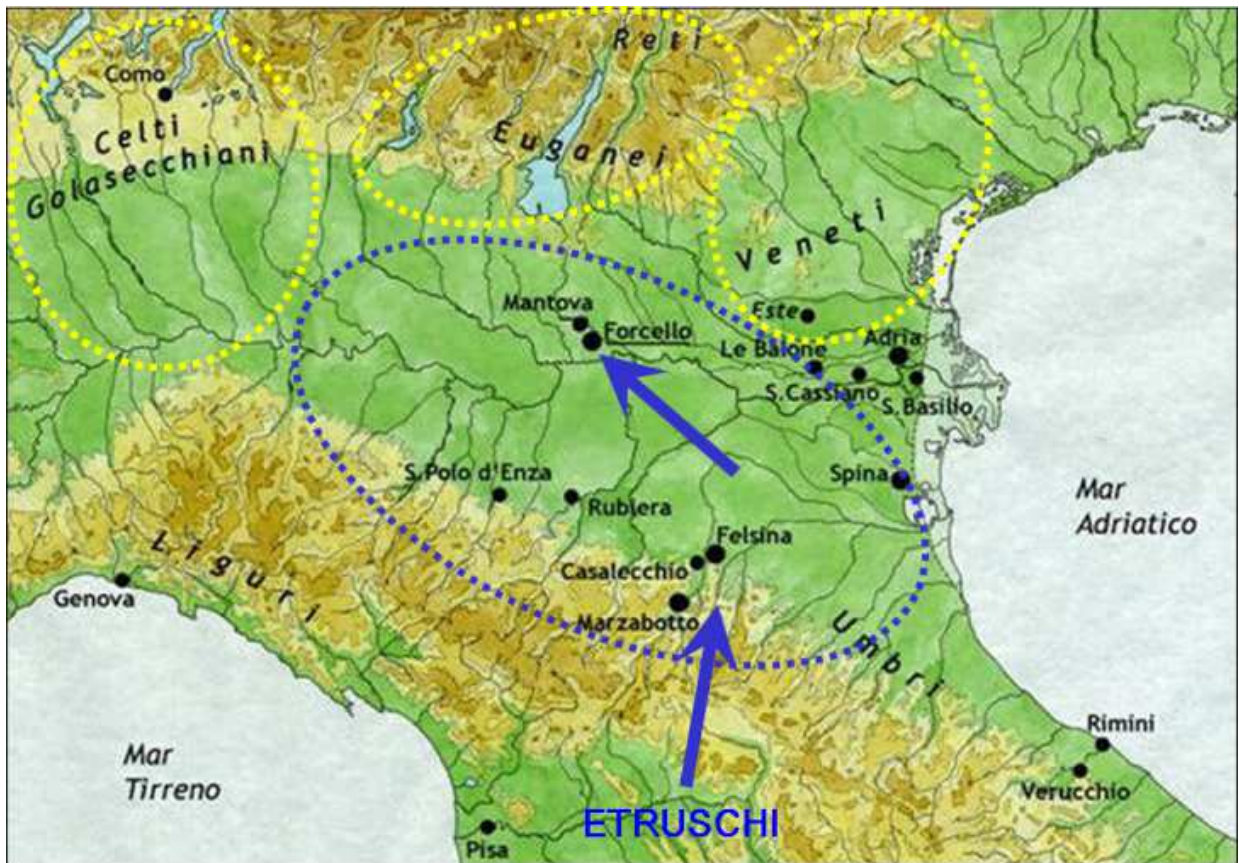 Reti
Como
Celti
Golasecchiani
Euganei
Veneti
Mantova
Forcello
Este
Adria
Le Balone
S.Cassiano
S.Basilio
S.Polo d'Enza
Rubiera
Spina
Mar
Adriatico
Felsina
Casalecchio
Marzabotto
Liguri
Genova
Umbri
Rimini
Verucchio
Mar
Tirreno
ETRUSCHI
Pisa